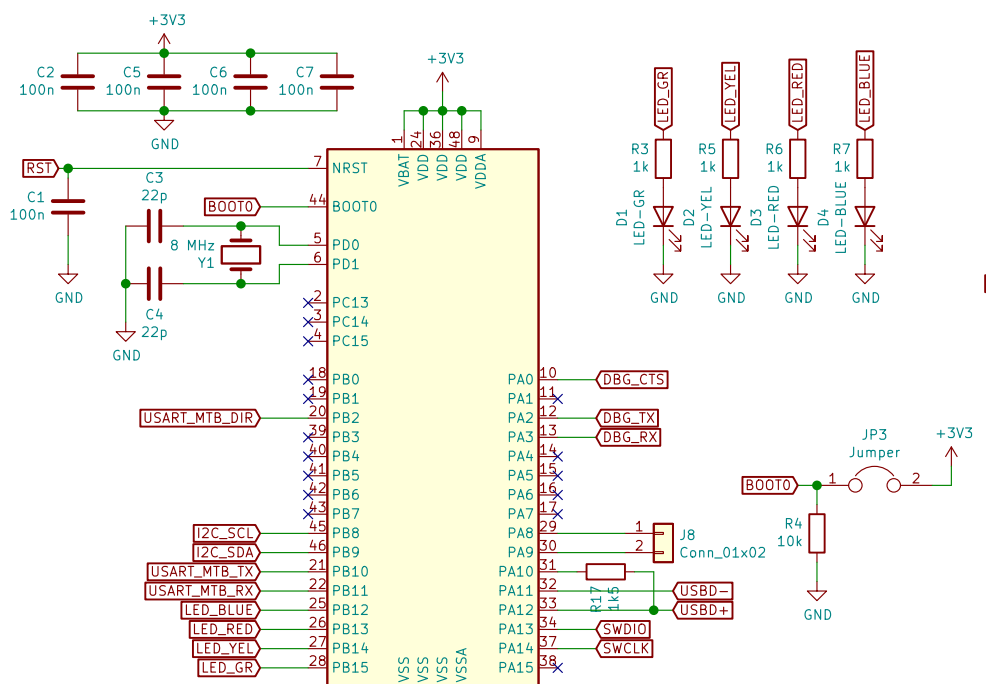 +3V3
C2
100n
C5
100n
C6
100n
C7
100n
GND
+3V3
1
24
36
48
9
VBAT
VDD
VDD
VDD
VDDA
RST
7
NRST
C1
100n
GND
C3
22p
BOOT0
44
BOOT0
5
PD0
8 MHz
Y1
6
PD1
C4
22p
GND
2
PC13
3
PC14
4
PC15
18
PB0
19
PB1
USART_MTB_DIR
20
PB2
39
PB3
40
PB4
41
PB5
42
PB6
43
PB7
I2C_SCL
45
PB8
I2C_SDA
46
PB9
USART_MTB_TX
21
PB10
USART_MTB_RX
22
PB11
LED_BLUE
25
PB12
LED_RED
26
PB13
LED_YEL
27
PB14
LED_GR
28
PB15
VSS
VSS
VSS
VSSA
PA0
10
DBG_CTS
PA1
11
PA2
12
DBG_TX
PA3
13
DBG_RX
PA4
14
PA5
15
PA6
16
PA7
17
PA8
29
1
PA9
30
2
J8
Conn_01x02
PA10
31
R17
1k5
PA11
32
USBD-
PA12
33
USBD+
PA13
34
SWDIO
PA14
37
SWCLK
PA15
38
LED_GR
LED_YEL
LED_RED
LED_BLUE
R3
1k
R5
1k
R6
1k
R7
1k
D1
LED-GR
D2
LED-YEL
D3
LED-RED
D4
LED-BLUE
GND
GND
GND
GND
JP3
Jumper
+3V3
BOOT0
1
2
R4
10k
GND